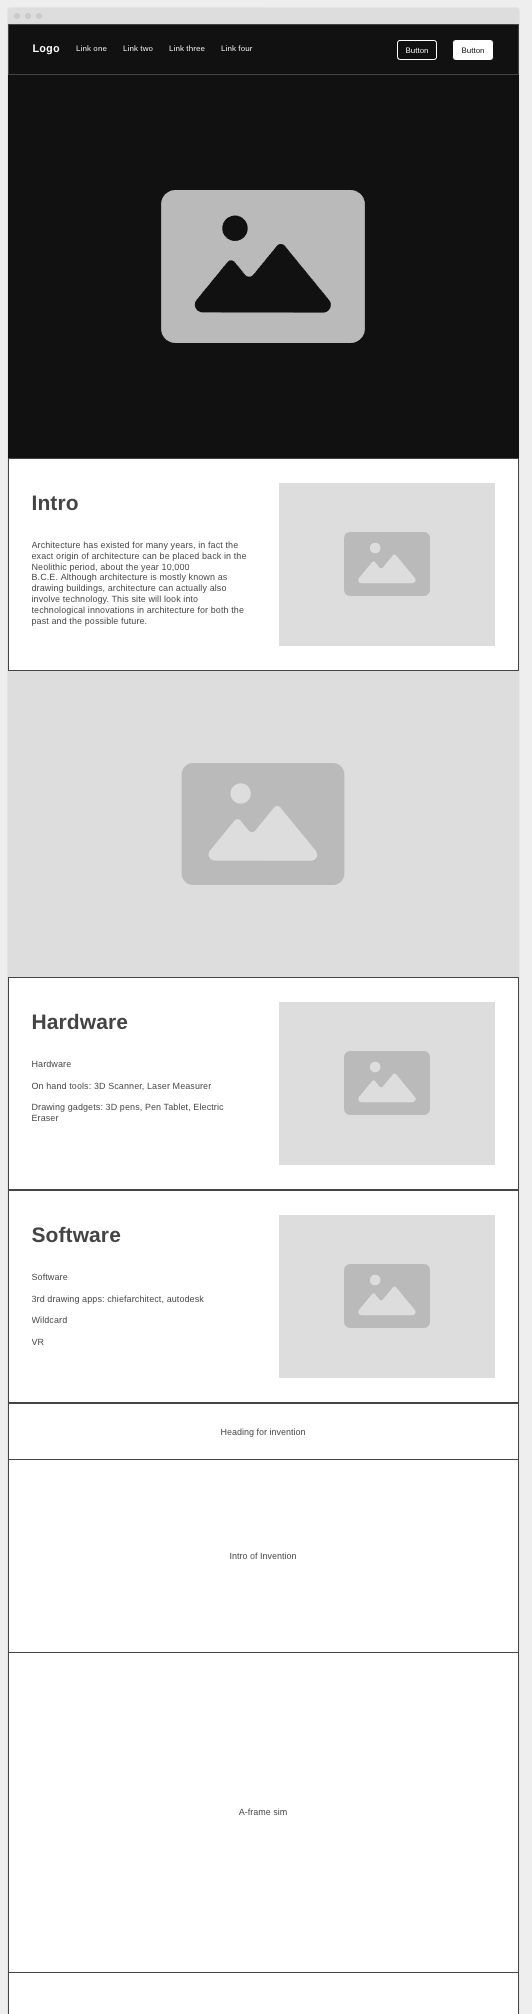 Logo Link one Link two Link three Link four Button Button
Intro
Architecture has existed for many years, in fact the
exact origin of architecture can be placed back in the
Neolithic period, about the year 10,000
B.C.E. Although architecture is mostly known as
drawing buildings, architecture can actually also
involve technology. This site will look into
technological innovations in architecture for both the
past and the possible future.
Hardware
Hardware
On hand tools: 3D Scanner, Laser Measurer
Drawing gadgets: 3D pens, Pen Tablet, Electric
Eraser
Software
Software
3rd drawing apps: chiefarchitect, autodesk
Wildcard
VR
Heading for invention
Intro of Invention
A-frame sim